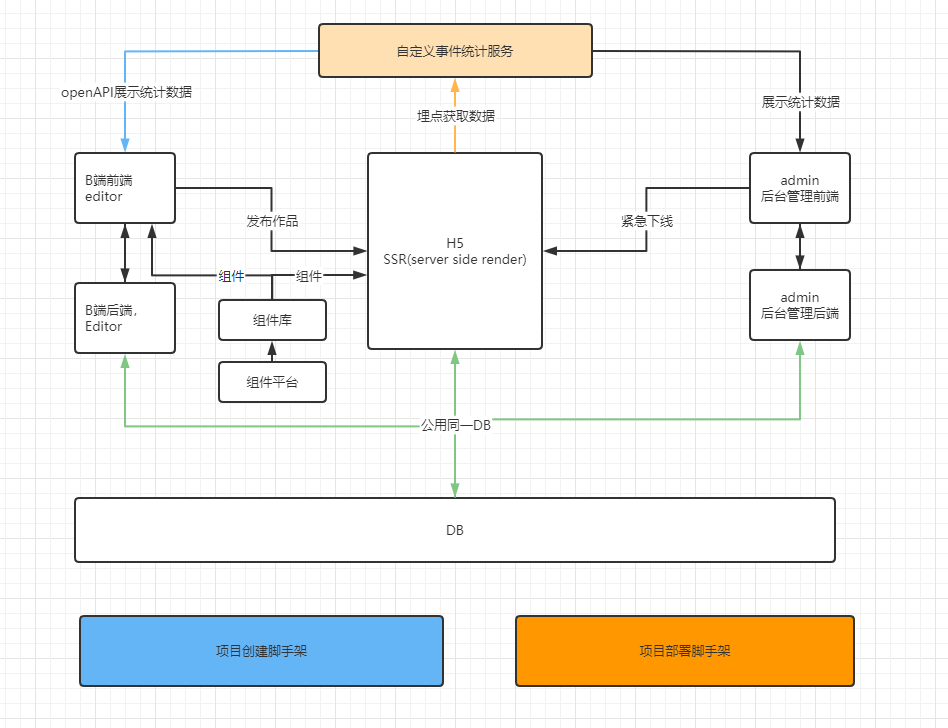 自定义事件统计服务
openAPI展示统计数据
埋点获取数据
展示统计数据
B端前端
editor
发布作品
H5
SSR(server side render)
紧急下线
admin
后台管理前端
组件
组件
B端后端，
Editor
组件库
admin
后台管理后端
组件平台
公用同一DB
DB
项目创建脚手架
项目部署脚手架